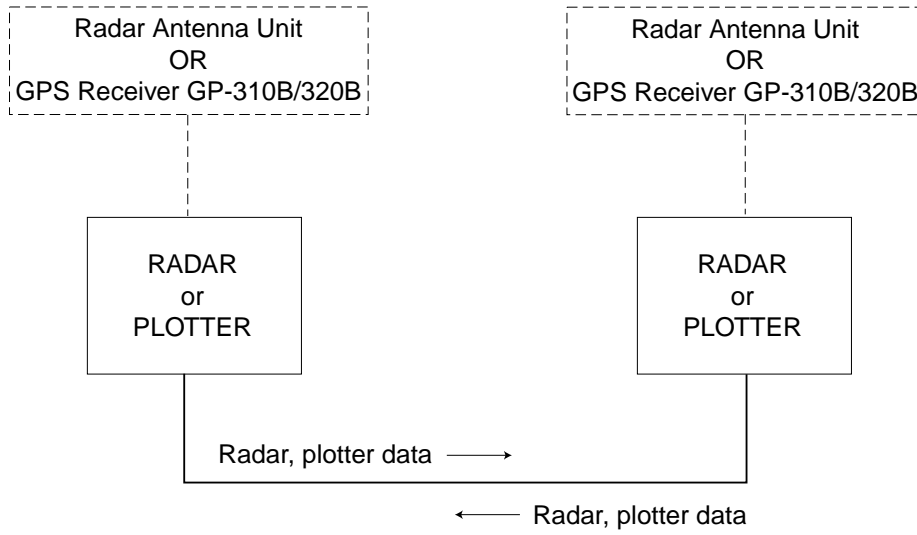 Radar Antenna Unit
OR
GPS Receiver GP-310B/320B
Radar Antenna Unit
OR
GPS Receiver GP-310B/320B
RADAR
or
PLOTTER
RADAR
or
PLOTTER
Radar, plotter data
Radar, plotter data